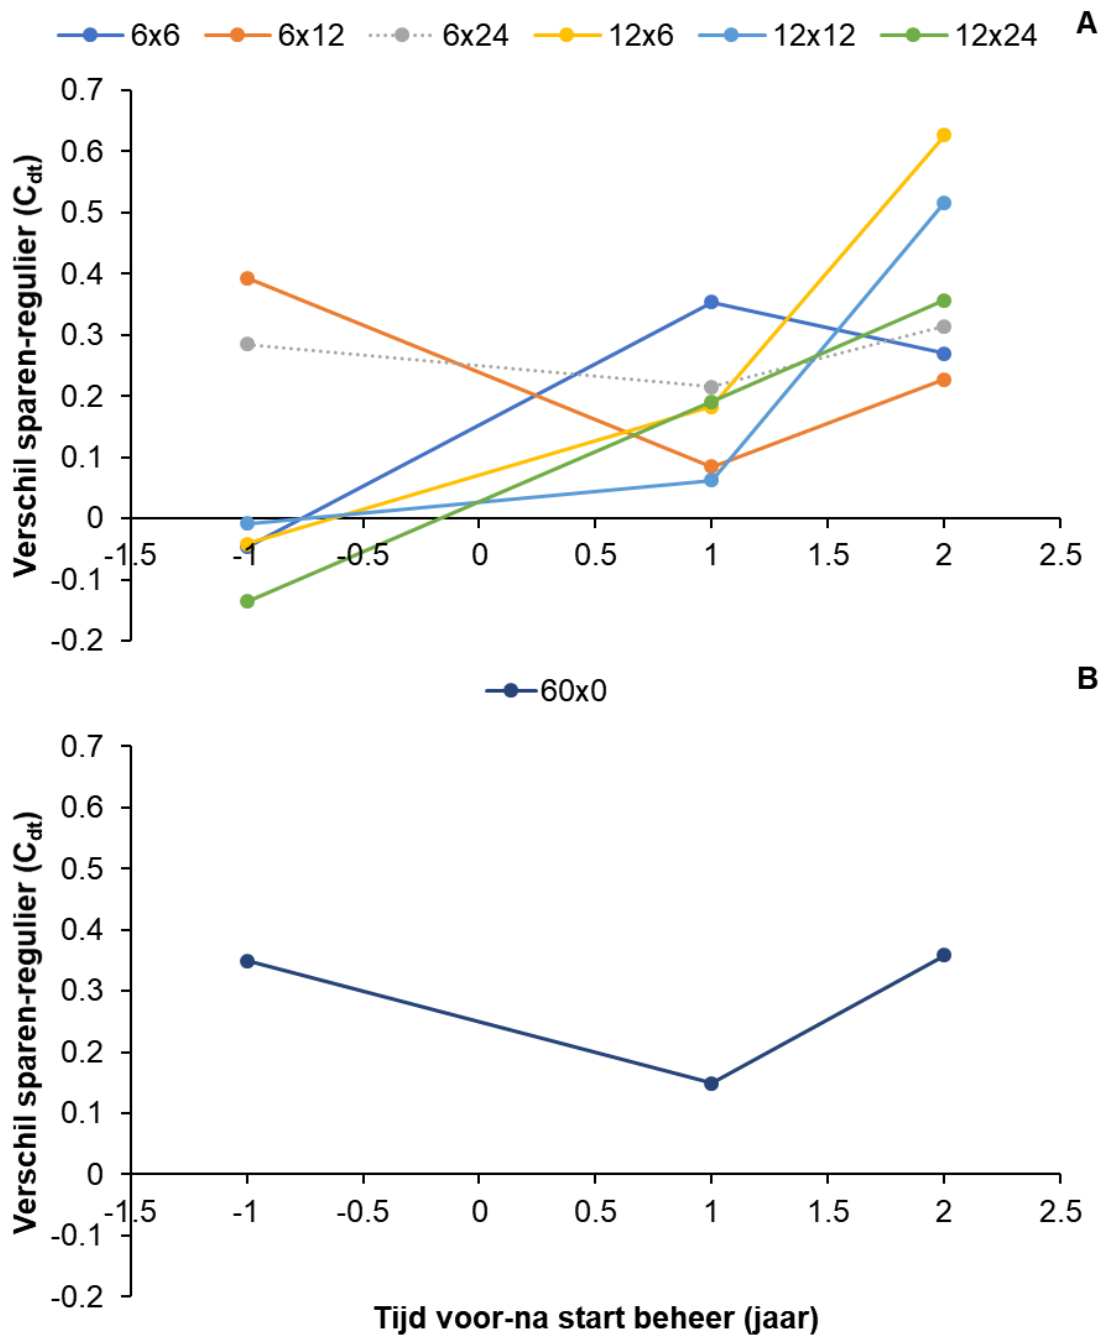 6x6 6x12 6x24 12x6 12x12 12x24
A
Verschil sparen-regulier (Cdt)
0.7
0.6
0.5
0.4
0.3
0.2
0.1
0
-0.1
-0.2
-1.5 -1 -0.5 0 0.5 1 1.5 2 2.5
60x0
B
Verschil sparen-regulier (Cdt)
0.7
0.6
0.5
0.4
0.3
0.2
0.1
0
-0.1
-0.2
-1.5 -1 -0.5 0 0.5 1 1.5 2 2.5
Tijd voor-na start beheer (jaar)